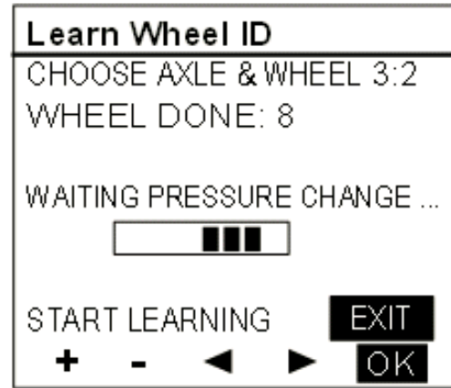 Learn Wheel ID
CHOOSE AXLE & WHEEL 3:2
WHEEL DONE: 8
WAITING PRESSURE CHANGE ...
START LEARNING EXIT
+ - ◀ ▶ OK